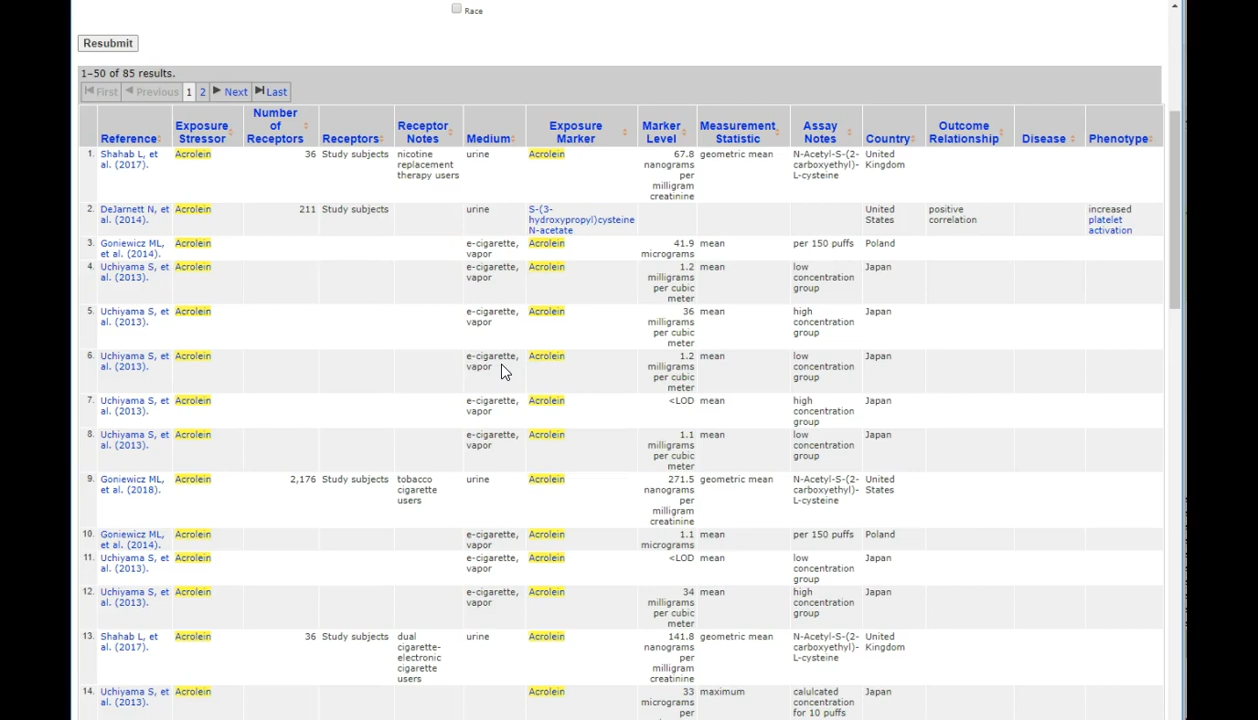 Race
Resubmit
1–50 of 85 results.
First Previous 1 2 Next Last
Reference Exposure Stressor Number of Receptors Receptors Receptor Notes Medium Exposure Marker Marker Level Measurement Statistic Assay Notes Country Outcome Relationship Disease Phenotype
1. Shahab L, et al. (2017). Acrolein 36 Study subjects nicotine replacement therapy users urine Acrolein 67.8 nanograms per milligram creatinine geometric mean N-Acetyl-S-(2-carboxyethyl)-L-cysteine United Kingdom
2. DeJarnett N, et al. (2014). Acrolein 211 Study subjects urine S-(3-hydroxypropyl)cysteine N-acetate United States positive correlation increased platelet activation
3. Goniewicz ML, et al. (2014). Acrolein e-cigarette, vapor Acrolein 41.9 micrograms mean per 150 puffs Poland
4. Uchiyama S, et al. (2013). Acrolein e-cigarette, vapor Acrolein 1.2 milligrams per cubic meter mean low concentration group Japan
5. Uchiyama S, et al. (2013). Acrolein e-cigarette, vapor Acrolein 36 milligrams per cubic meter mean high concentration group Japan
6. Uchiyama S, et al. (2013). Acrolein e-cigarette, vapor Acrolein 1.2 milligrams per cubic meter mean low concentration group Japan
7. Uchiyama S, et al. (2013). Acrolein e-cigarette, vapor Acrolein <LOD mean high concentration group Japan
8. Uchiyama S, et al. (2013). Acrolein e-cigarette, vapor Acrolein 1.1 milligrams per cubic meter mean low concentration group Japan
9. Goniewicz ML, et al. (2018). Acrolein 2,176 Study subjects tobacco cigarette users urine Acrolein 271.5 nanograms per milligram creatinine geometric mean N-Acetyl-S-(2-carboxyethyl)-L-cysteine United States
10. Goniewicz ML, et al. (2014). Acrolein e-cigarette, vapor Acrolein 1.1 micrograms mean per 150 puffs Poland
11. Uchiyama S, et al. (2013). Acrolein e-cigarette, vapor Acrolein <LOD mean low concentration group Japan
12. Uchiyama S, et al. (2013). Acrolein e-cigarette, vapor Acrolein 34 milligrams per cubic meter mean high concentration group Japan
13. Shahab L, et al. (2017). Acrolein 36 Study subjects dual cigarette-electronic cigarette users urine Acrolein 141.8 nanograms per milligram creatinine geometric mean N-Acetyl-S-(2-carboxyethyl)-L-cysteine United Kingdom
14. Uchiyama S, et al. (2013). Acrolein Acrolein 33 micrograms per maximum calulcated concentration for 10 puffs Japan